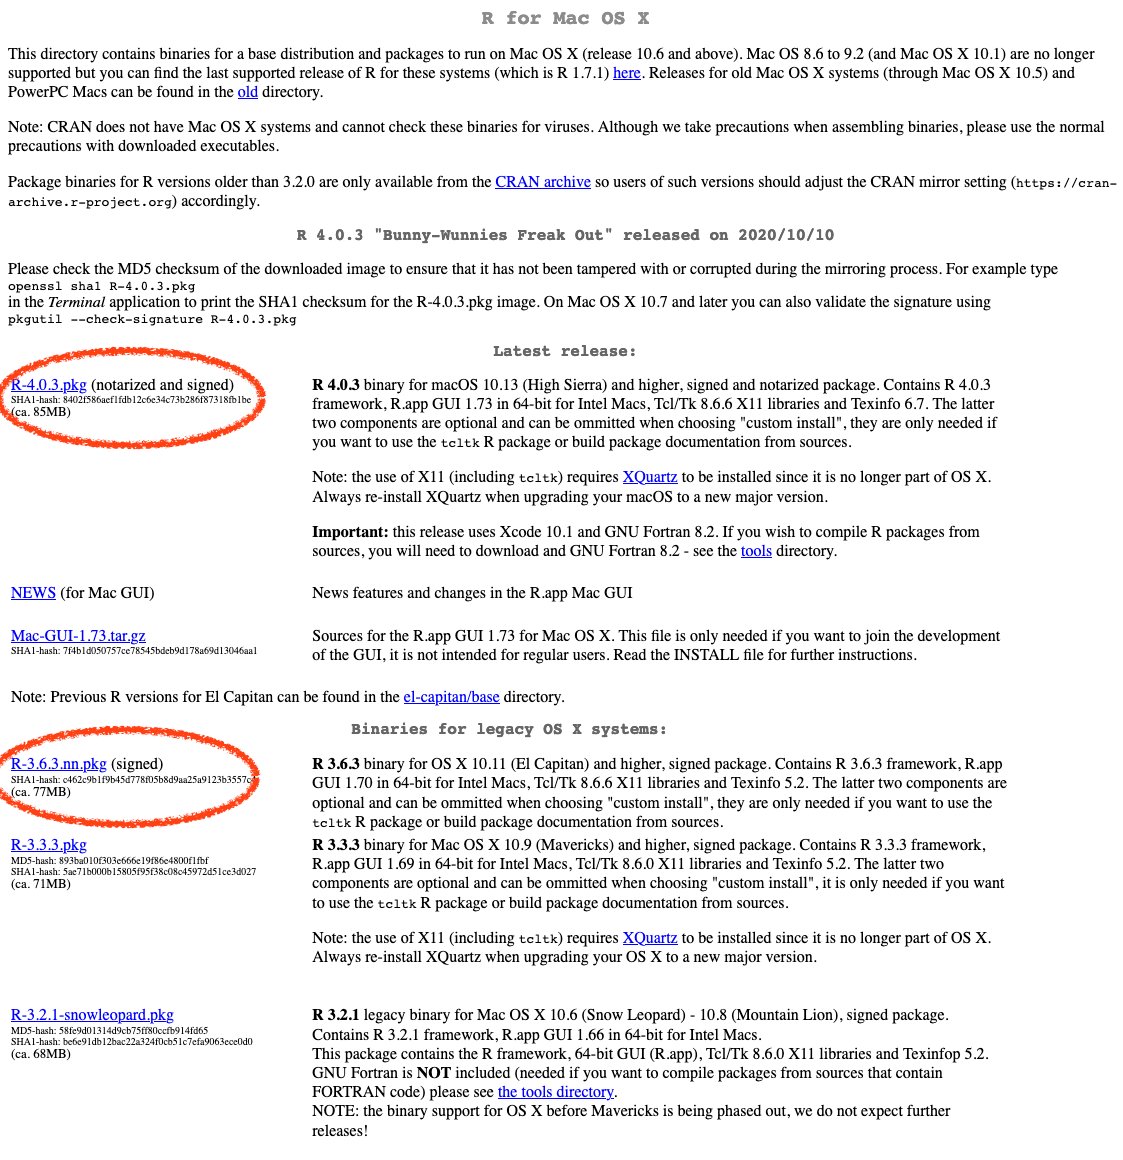 R for Mac OS X
This directory contains binaries for a base distribution and packages to run on Mac OS X (release 10.6 and above). Mac OS 8.6 to 9.2 (and Mac OS X 10.1) are no longer
supported but you can find the last supported release of R for these systems (which is R 1.7.1) here. Releases for old Mac OS X systems (through Mac OS X 10.5) and
PowerPC Macs can be found in the old directory.
Note: CRAN does not have Mac OS X systems and cannot check these binaries for viruses. Although we take precautions when assembling binaries, please use the normal
precautions with downloaded executables.
Package binaries for R versions older than 3.2.0 are only available from the CRAN archive so users of such versions should adjust the CRAN mirror setting (https://cran-
archive.r-project.org) accordingly.
R 4.0.3 "Bunny-Wunnies Freak Out" released on 2020/10/10
Please check the MD5 checksum of the downloaded image to ensure that it has not been tampered with or corrupted during the mirroring process. For example type
openssl sha1 R-4.0.3.pkg
in the Terminal application to print the SHA1 checksum for the R-4.0.3.pkg image. On Mac OS X 10.7 and later you can also validate the signature using
pkgutil --check-signature R-4.0.3.pkg
Latest release:
R-4.0.3.pkg (notarized and signed)
SHA1-hash: 8402f586aef1fdb12c6e34c73b286f87318fb1be
(ca. 85MB)
R 4.0.3 binary for macOS 10.13 (High Sierra) and higher, signed and notarized package. Contains R 4.0.3
framework, R.app GUI 1.73 in 64-bit for Intel Macs, Tcl/Tk 8.6.6 X11 libraries and Texinfo 6.7. The latter
two components are optional and can be ommitted when choosing "custom install", they are only needed if
you want to use the tcltk R package or build package documentation from sources.
Note: the use of X11 (including tcltk) requires XQuartz to be installed since it is no longer part of OS X.
Always re-install XQuartz when upgrading your macOS to a new major version.
Important: this release uses Xcode 10.1 and GNU Fortran 8.2. If you wish to compile R packages from
sources, you will need to download and GNU Fortran 8.2 - see the tools directory.
NEWS (for Mac GUI)
News features and changes in the R.app Mac GUI
Mac-GUI-1.73.tar.gz
SHA1-hash: 7f4b1d050757ce78545bdeb9d178a69d13046aa1
Sources for the R.app GUI 1.73 for Mac OS X. This file is only needed if you want to join the development
of the GUI, it is not intended for regular users. Read the INSTALL file for further instructions.
Note: Previous R versions for El Capitan can be found in the el-capitan/base directory.
Binaries for legacy OS X systems:
R-3.6.3.nn.pkg (signed)
SHA1-hash: c462c9b1f9b45d778f05b8d9aa25a9123b3557c4
(ca. 77MB)
R 3.6.3 binary for OS X 10.11 (El Capitan) and higher, signed package. Contains R 3.6.3 framework, R.app
GUI 1.70 in 64-bit for Intel Macs, Tcl/Tk 8.6.6 X11 libraries and Texinfo 5.2. The latter two components are
optional and can be ommitted when choosing "custom install", they are only needed if you want to use the
tcltk R package or build package documentation from sources.
R-3.3.3.pkg
MD5-hash: 893ba010f303e666e19f86e4800f1fbf
SHA1-hash: 5ae71b000b15805f95f38c08c45972d51ce3d027
(ca. 71MB)
R 3.3.3 binary for Mac OS X 10.9 (Mavericks) and higher, signed package. Contains R 3.3.3 framework,
R.app GUI 1.69 in 64-bit for Intel Macs, Tcl/Tk 8.6.0 X11 libraries and Texinfo 5.2. The latter two
components are optional and can be ommitted when choosing "custom install", it is only needed if you want
to use the tcltk R package or build package documentation from sources.
Note: the use of X11 (including tcltk) requires XQuartz to be installed since it is no longer part of OS X.
Always re-install XQuartz when upgrading your OS X to a new major version.
R-3.2.1-snowleopard.pkg
MD5-hash: 58fe9d01314d9cb75ff80ccfb914fd65
SHA1-hash: be6e91db12bac22a324f0cb51c7efa9063ece0d0
(ca. 68MB)
R 3.2.1 legacy binary for Mac OS X 10.6 (Snow Leopard) - 10.8 (Mountain Lion), signed package.
Contains R 3.2.1 framework, R.app GUI 1.66 in 64-bit for Intel Macs.
This package contains the R framework, 64-bit GUI (R.app), Tcl/Tk 8.6.0 X11 libraries and Texinfop 5.2.
GNU Fortran is NOT included (needed if you want to compile packages from sources that contain
FORTRAN code) please see the tools directory.
NOTE: the binary support for OS X before Mavericks is being phased out, we do not expect further
releases!